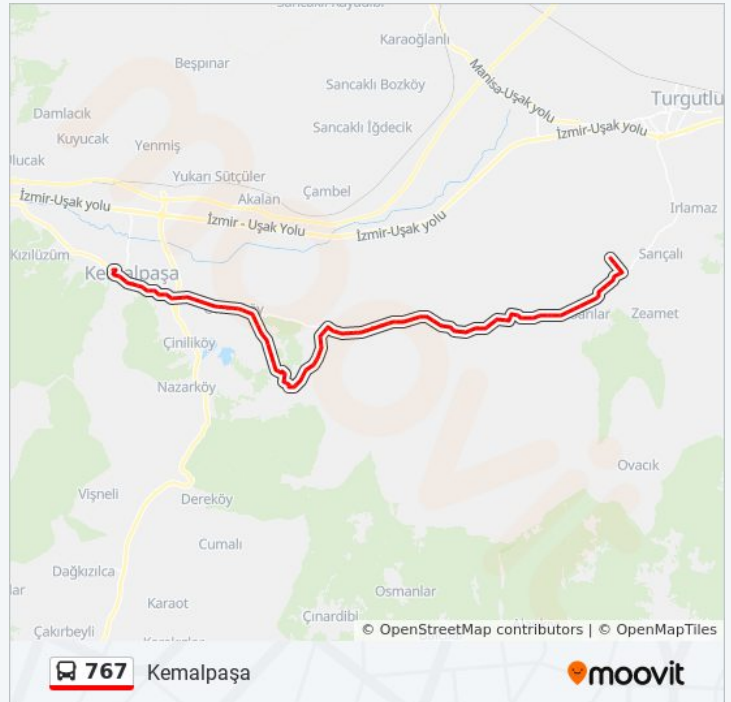 Karaoğlanlı
Beşpınar
Manisa-Uşak yolu
Sancaklı Bozköy
Turgutlu
Damlacık
Sancaklı İğdecik
İzmir-Uşak yolu
Kuyucak
Yenmiş
Ulucak
Yukarı Sütçüler
Akalan
Çambel
İzmir-Uşak yolu
İzmir - Uşak Yolu
İzmir-Uşak yolu
Irlamaz
Kızılüzüm
Sarıçalı
Kemalpaşa
Zeamet
Çiniliköy
Nazarköy
Ovacık
Vişneli
Dereköy
Cumalı
Dağkızılca
Osmanlar
Karaot
Çınardibi
Çakırbeyli
© OpenStreetMap contributors | © OpenMapTiles
767 Kemalpaşa
moovit